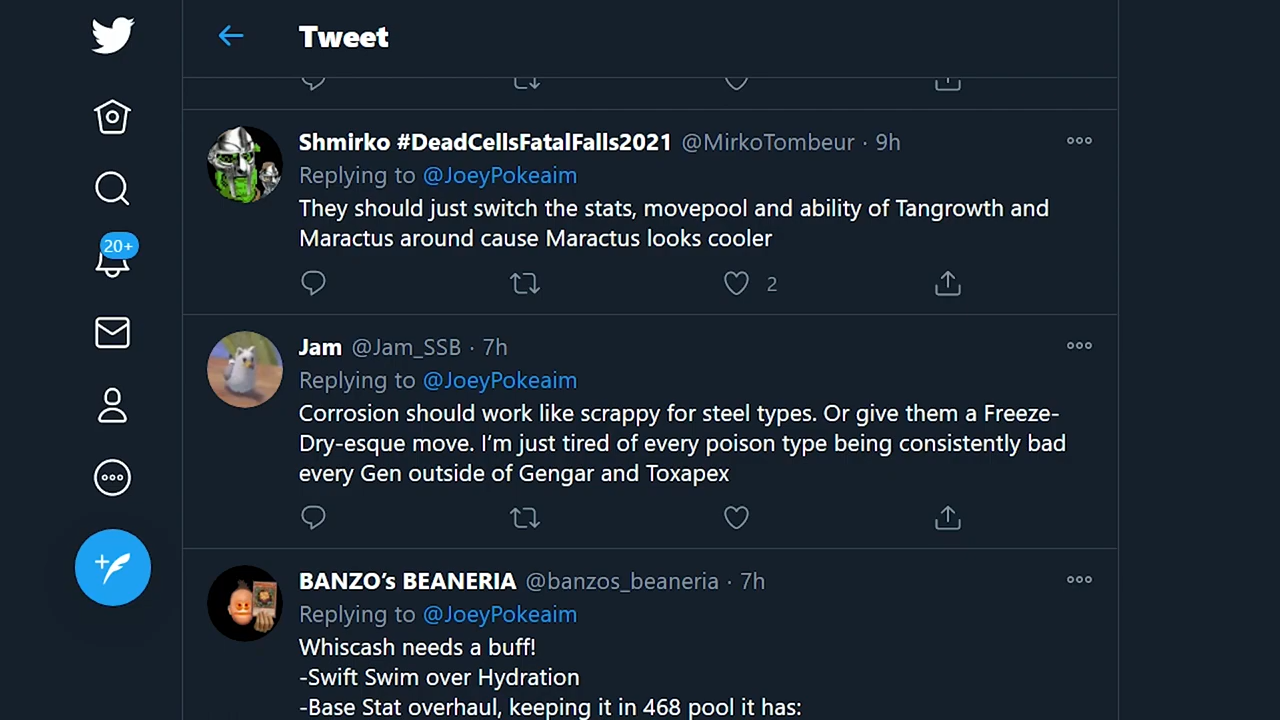 Tweet
Shmirko #DeadCellsFatalFalls2021 @MirkoTombeur · 9h
Replying to @JoeyPokeaim
They should just switch the stats, movepool and ability of Tangrowth and
Maractus around cause Maractus looks cooler
2
20+
Jam @Jam_SSB · 7h
Replying to @JoeyPokeaim
Corrosion should work like scrappy for steel types. Or give them a Freeze-
Dry-esque move. I’m just tired of every poison type being consistently bad
every Gen outside of Gengar and Toxapex
BANZO’s BEANERIA @banzos_beaneria · 7h
Replying to @JoeyPokeaim
Whiscash needs a buff!
-Swift Swim over Hydration
-Base Stat overhaul, keeping it in 468 pool it has: